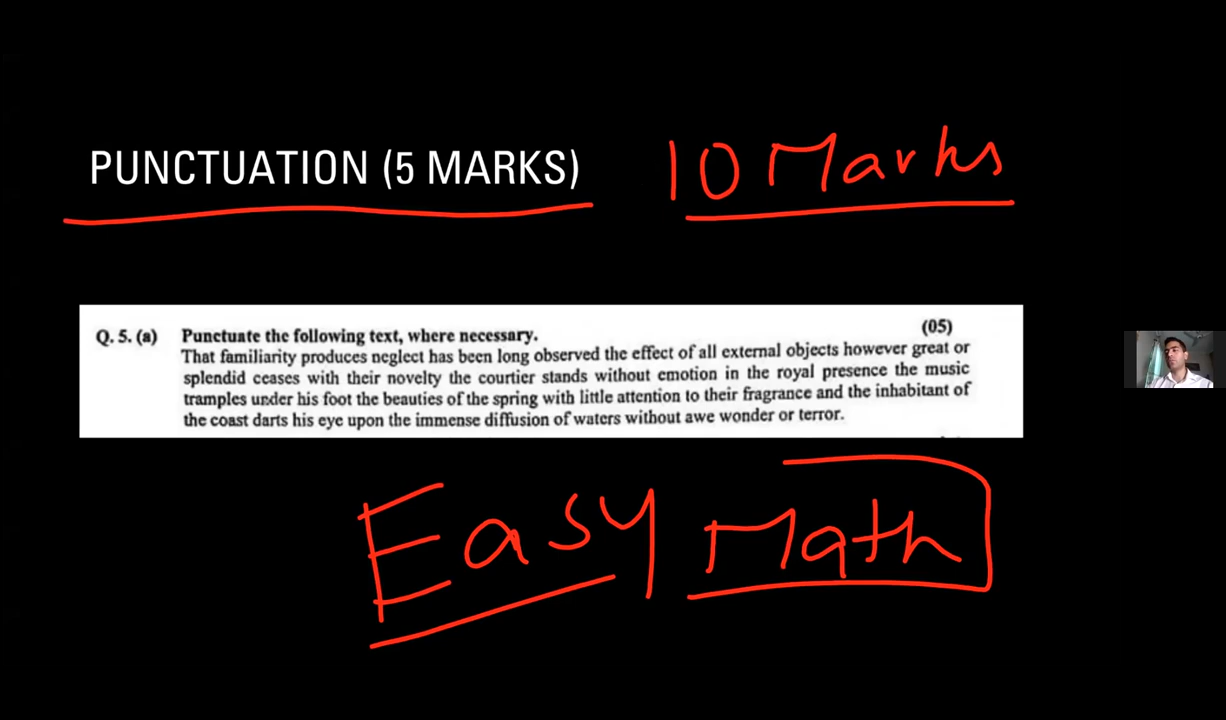 PUNCTUATION (5 MARKS) 10 Marks
Q. 5. (a) Punctuate the following text, where necessary. (05)
That familiarity produces neglect has been long observed the effect of all external objects however great or
splendid ceases with their novelty the courtier stands without emotion in the royal presence the music
tramples under his foot the beauties of the spring with little attention to their fragrance and the inhabitant of
the coast darts his eye upon the immense diffusion of waters without awe wonder or terror.
Easy Math